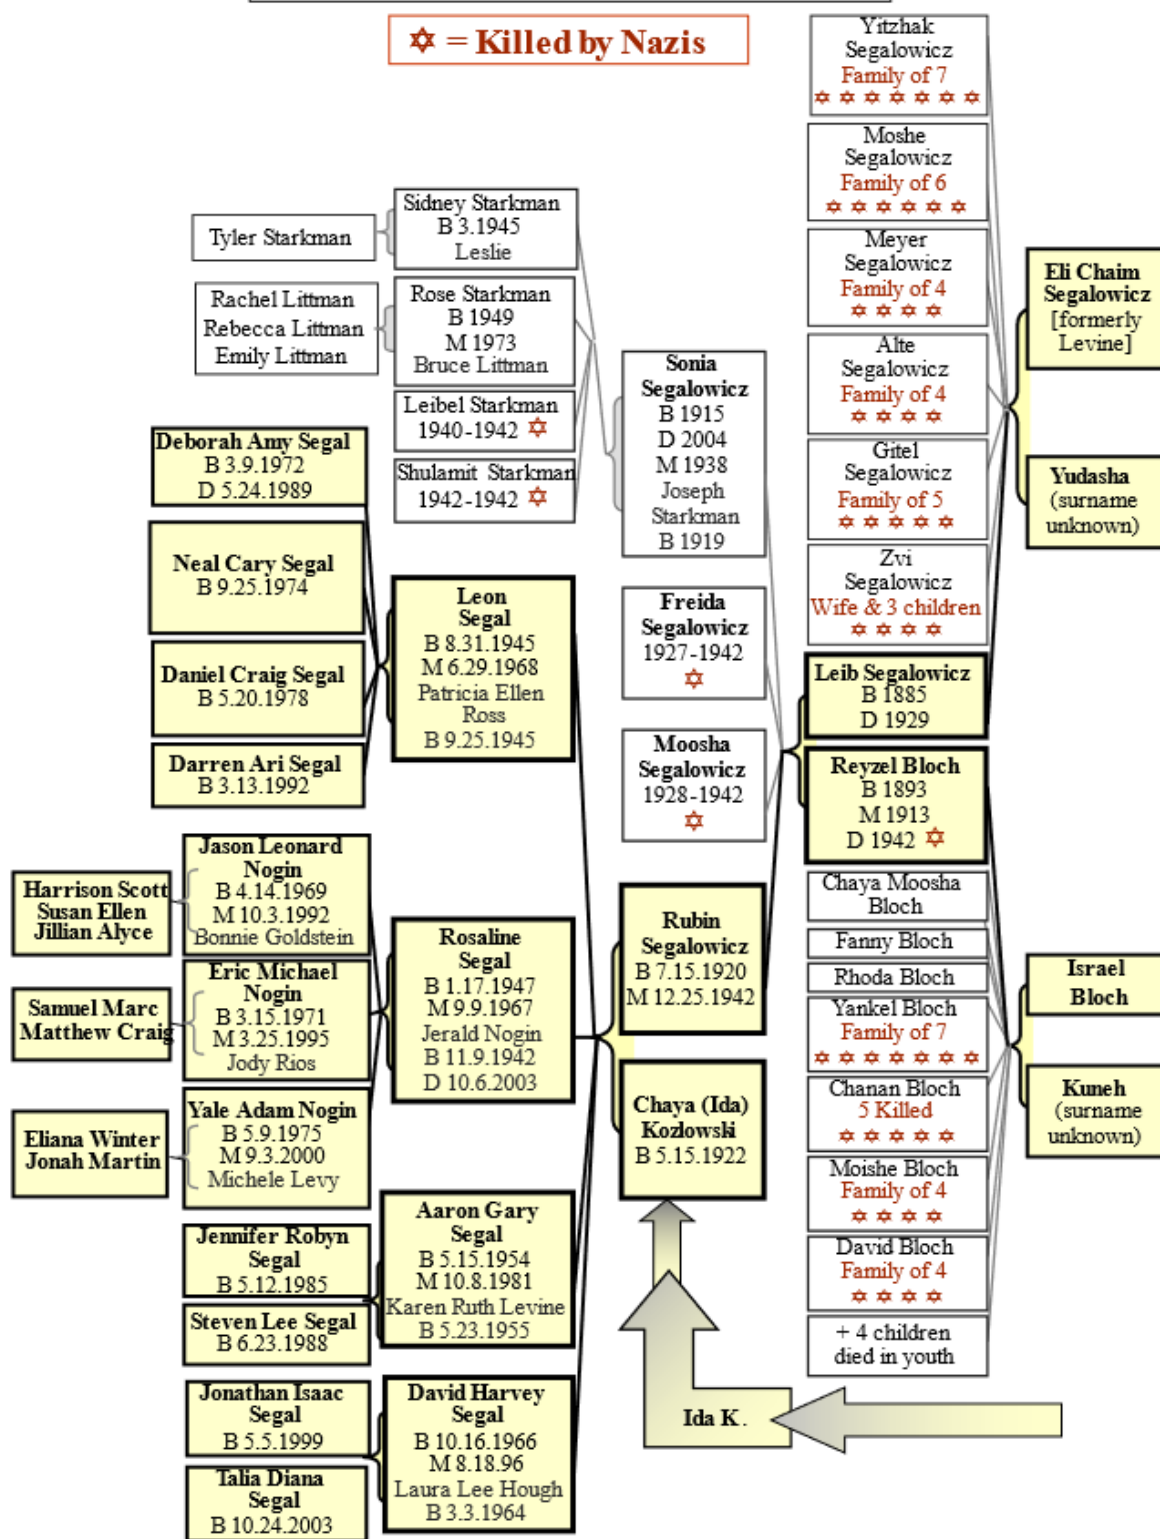 ✡ = Killed by Nazis
Yitzhak
Segalowicz
Family of 7
✡ ✡ ✡ ✡ ✡ ✡ ✡
Moshe
Segalowicz
Family of 6
✡ ✡ ✡ ✡ ✡ ✡
Meyer
Segalowicz
Family of 4
✡ ✡ ✡ ✡
Alte
Segalowicz
Family of 4
✡ ✡ ✡ ✡
Gitel
Segalowicz
Family of 5
✡ ✡ ✡ ✡ ✡
Zvi
Segalowicz
Wife & 3 children
✡ ✡ ✡ ✡
Leib Segalowicz
B 1885
D 1929
Reyzel Bloch
B 1893
M 1913
D 1942 ✡
Chaya Moosha
Bloch
Fanny Bloch
Rhoda Bloch
Yankel Bloch
Family of 7
✡ ✡ ✡ ✡ ✡ ✡ ✡
Chanan Bloch
5 Killed
✡ ✡ ✡ ✡ ✡
Moishe Bloch
Family of 4
✡ ✡ ✡ ✡
David Bloch
Family of 4
✡ ✡ ✡ ✡
+ 4 children
died in youth
Eli Chaim
Segalowicz
[formerly
Levine]
Yudasha
(surname
unknown)
Israel
Bloch
Kuneh
(surname
unknown)
Sonia
Segalowicz
B 1915
D 2004
M 1938
Joseph
Starkman
B 1919
Freida
Segalowicz
1927-1942
✡
Moosha
Segalowicz
1928-1942
✡
Rubin
Segalowicz
B 7.15.1920
M 12.25.1942
Chaya (Ida)
Kozlowski
B 5.15.1922
Ida K.
Sidney Starkman
B 3.1945
Leslie
Rose Starkman
B 1949
M 1973
Bruce Littman
Leibel Starkman
1940-1942 ✡
Shulamit Starkman
1942-1942 ✡
Tyler Starkman
Rachel Littman
Rebecca Littman
Emily Littman
Leon
Segal
B 8.31.1945
M 6.29.1968
Patricia Ellen
Ross
B 9.25.1945
Rosaline
Segal
B 1.17.1947
M 9.9.1967
Jerald Nogin
B 11.9.1942
D 10.6.2003
Aaron Gary
Segal
B 5.15.1954
M 10.8.1981
Karen Ruth Levine
B 5.23.1955
David Harvey
Segal
B 10.16.1966
M 8.18.96
Laura Lee Hough
B 3.3.1964
Deborah Amy Segal
B 3.9.1972
D 5.24.1989
Neal Cary Segal
B 9.25.1974
Daniel Craig Segal
B 5.20.1978
Darren Ari Segal
B 3.13.1992
Jason Leonard
Nogin
B 4.14.1969
M 10.3.1992
Bonnie Goldstein
Eric Michael
Nogin
B 3.15.1971
M 3.25.1995
Jody Rios
Yale Adam Nogin
B 5.9.1975
M 9.3.2000
Michele Levy
Jennifer Robyn
Segal
B 5.12.1985
Steven Lee Segal
B 6.23.1988
Jonathan Isaac
Segal
B 5.5.1999
Talia Diana
Segal
B 10.24.2003
Harrison Scott
Susan Ellen
Jillian Alyce
Samuel Marc
Matthew Craig
Eliana Winter
Jonah Martin